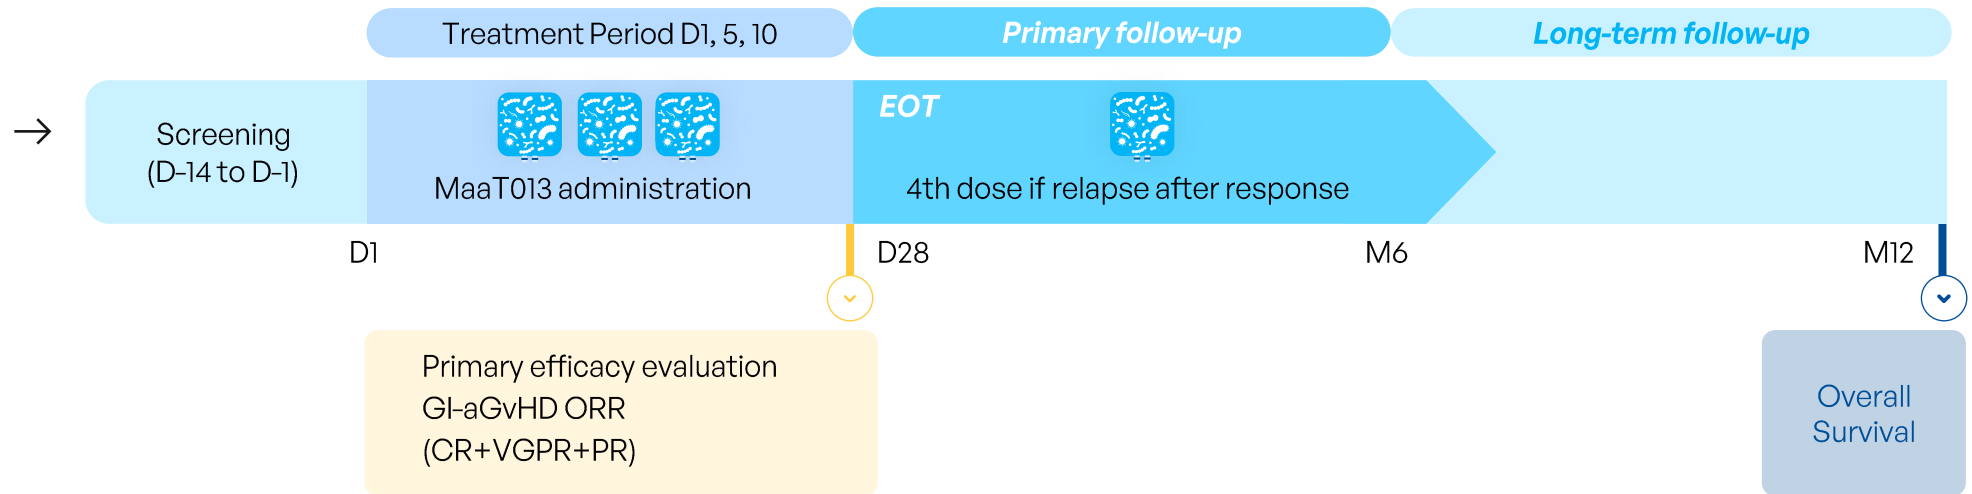 Treatment Period D1, 5, 10
Primary follow-up
Long-term follow-up
Screening
(D-14 to D-1)
MaaT013 administration
EOT
4th dose if relapse after response
D1
D28
M6
M12
Primary efficacy evaluation
GI-aGvHD ORR
(CR+VGPR+PR)
Overall
Survival